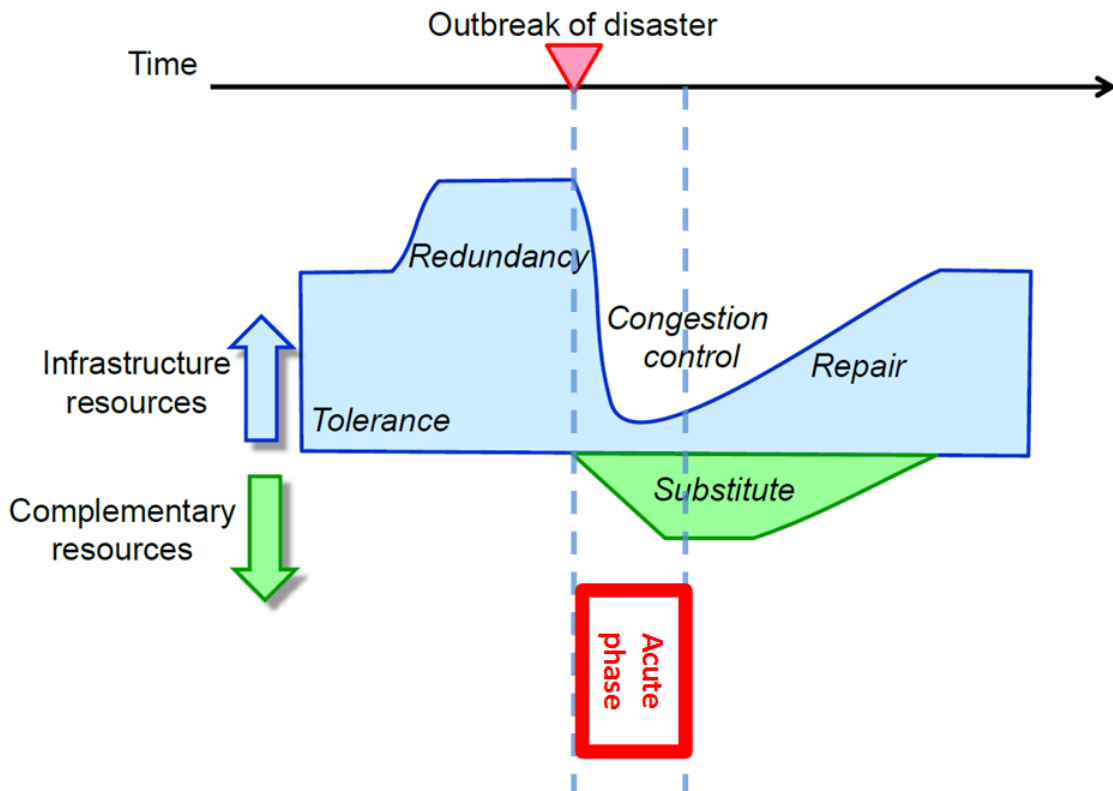 Outbreak of disaster
Time
Redundancy
Congestion
control
Repair
Infrastructure
resources
Tolerance
Complementary
resources
Substitute
Acute
phase